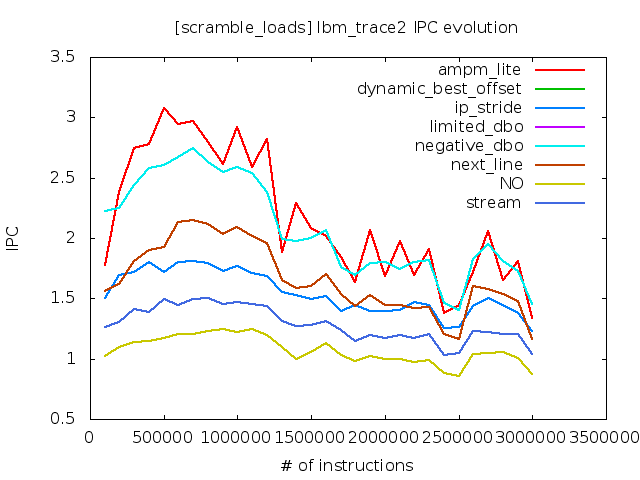 [scramble_loads] lbm_trace2 IPC evolution
3.5
3
2.5
2
1.5
1
0.5
IPC
ampm_lite
dynamic_best_offset
ip_stride
limited_dbo
negative_dbo
next_line
NO
stream
0 500000 1000000 1500000 2000000 2500000 3000000 3500000
# of instructions